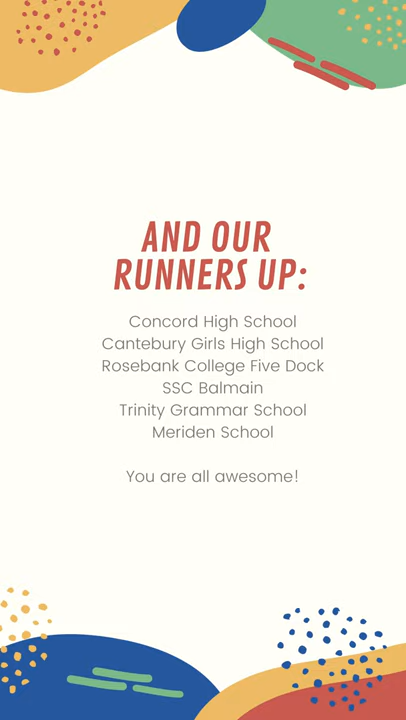 AND OUR
RUNNERS UP:
Concord High School
Cantebury Girls High School
Rosebank College Five Dock
SSC Balmain
Trinity Grammar School
Meriden School
You are all awesome!